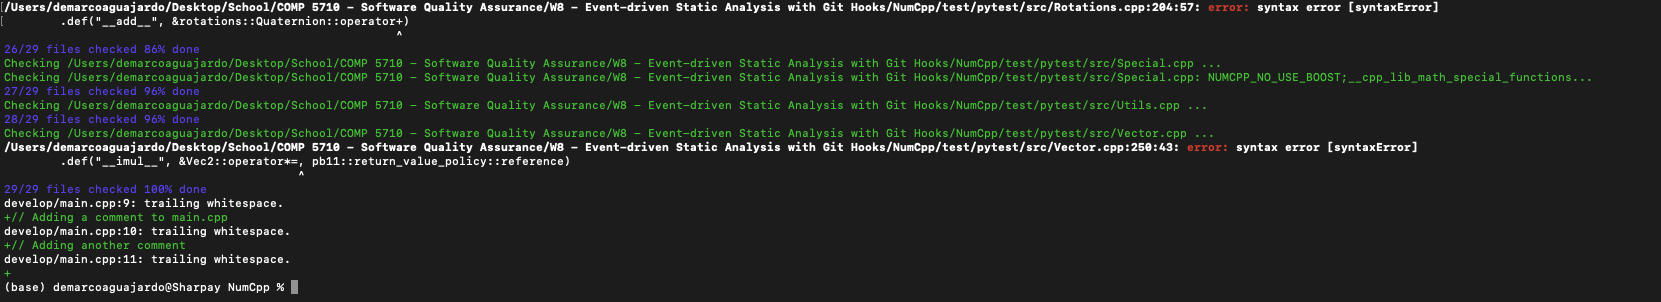 /Users/demarcoaguajardo/Desktop/School/COMP 5710 – Software Quality Assurance/W8 – Event-driven Static Analysis with Git Hooks/NumCpp/test/pytest/src/Rotations.cpp:204:57: error: syntax error [syntaxError]
.def("__add__", &rotations::Quaternion::operator+)
^
26/29 files checked 86% done
Checking /Users/demarcoaguajardo/Desktop/School/COMP 5710 – Software Quality Assurance/W8 – Event-driven Static Analysis with Git Hooks/NumCpp/test/pytest/src/Special.cpp ...
Checking /Users/demarcoaguajardo/Desktop/School/COMP 5710 – Software Quality Assurance/W8 – Event-driven Static Analysis with Git Hooks/NumCpp/test/pytest/src/Special.cpp: NUMCPP_NO_USE_BOOST;__cpp_lib_math_special_functions...
27/29 files checked 96% done
Checking /Users/demarcoaguajardo/Desktop/School/COMP 5710 – Software Quality Assurance/W8 – Event-driven Static Analysis with Git Hooks/NumCpp/test/pytest/src/Utils.cpp ...
28/29 files checked 96% done
Checking /Users/demarcoaguajardo/Desktop/School/COMP 5710 – Software Quality Assurance/W8 – Event-driven Static Analysis with Git Hooks/NumCpp/test/pytest/src/Vector.cpp ...
/Users/demarcoaguajardo/Desktop/School/COMP 5710 – Software Quality Assurance/W8 – Event-driven Static Analysis with Git Hooks/NumCpp/test/pytest/src/Vector.cpp:250:43: error: syntax error [syntaxError]
.def("__imul__", &Vec2::operator*=, pb11::return_value_policy::reference)
^
29/29 files checked 100% done
develop/main.cpp:9: trailing whitespace.
+// Adding a comment to main.cpp
develop/main.cpp:10: trailing whitespace.
+// Adding another comment
develop/main.cpp:11: trailing whitespace.
+
(base) demarcoaguajardo@Sharpay NumCpp %